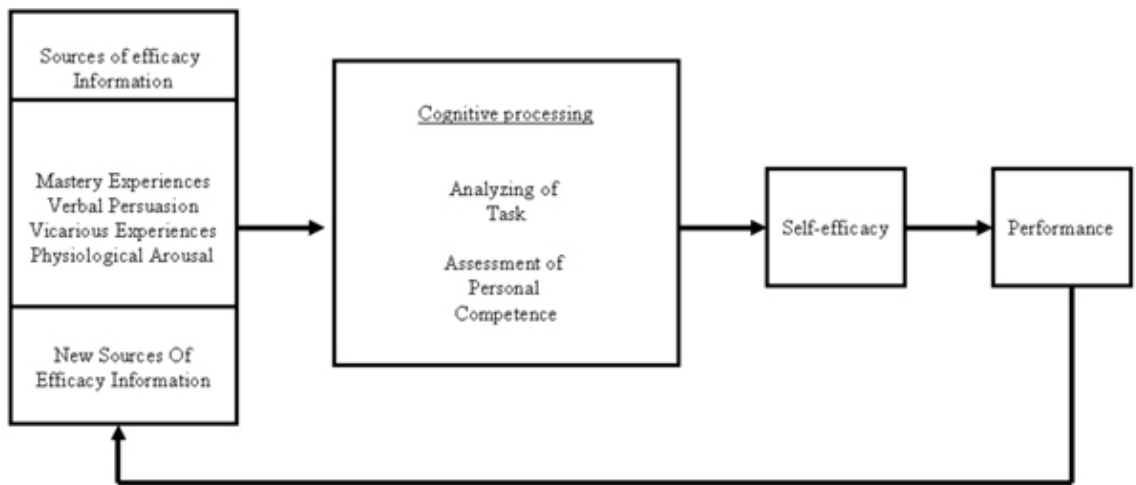 Sources of efficacy
Information
Mastery Experiences
Verbal Persuasion
Vicarious Experiences
Physiological Arousal
New Sources Of
Efficacy Information
Cognitive processing
Analyzing of
Task
Assessment of
Personal
Competence
Self-efficacy
Performance